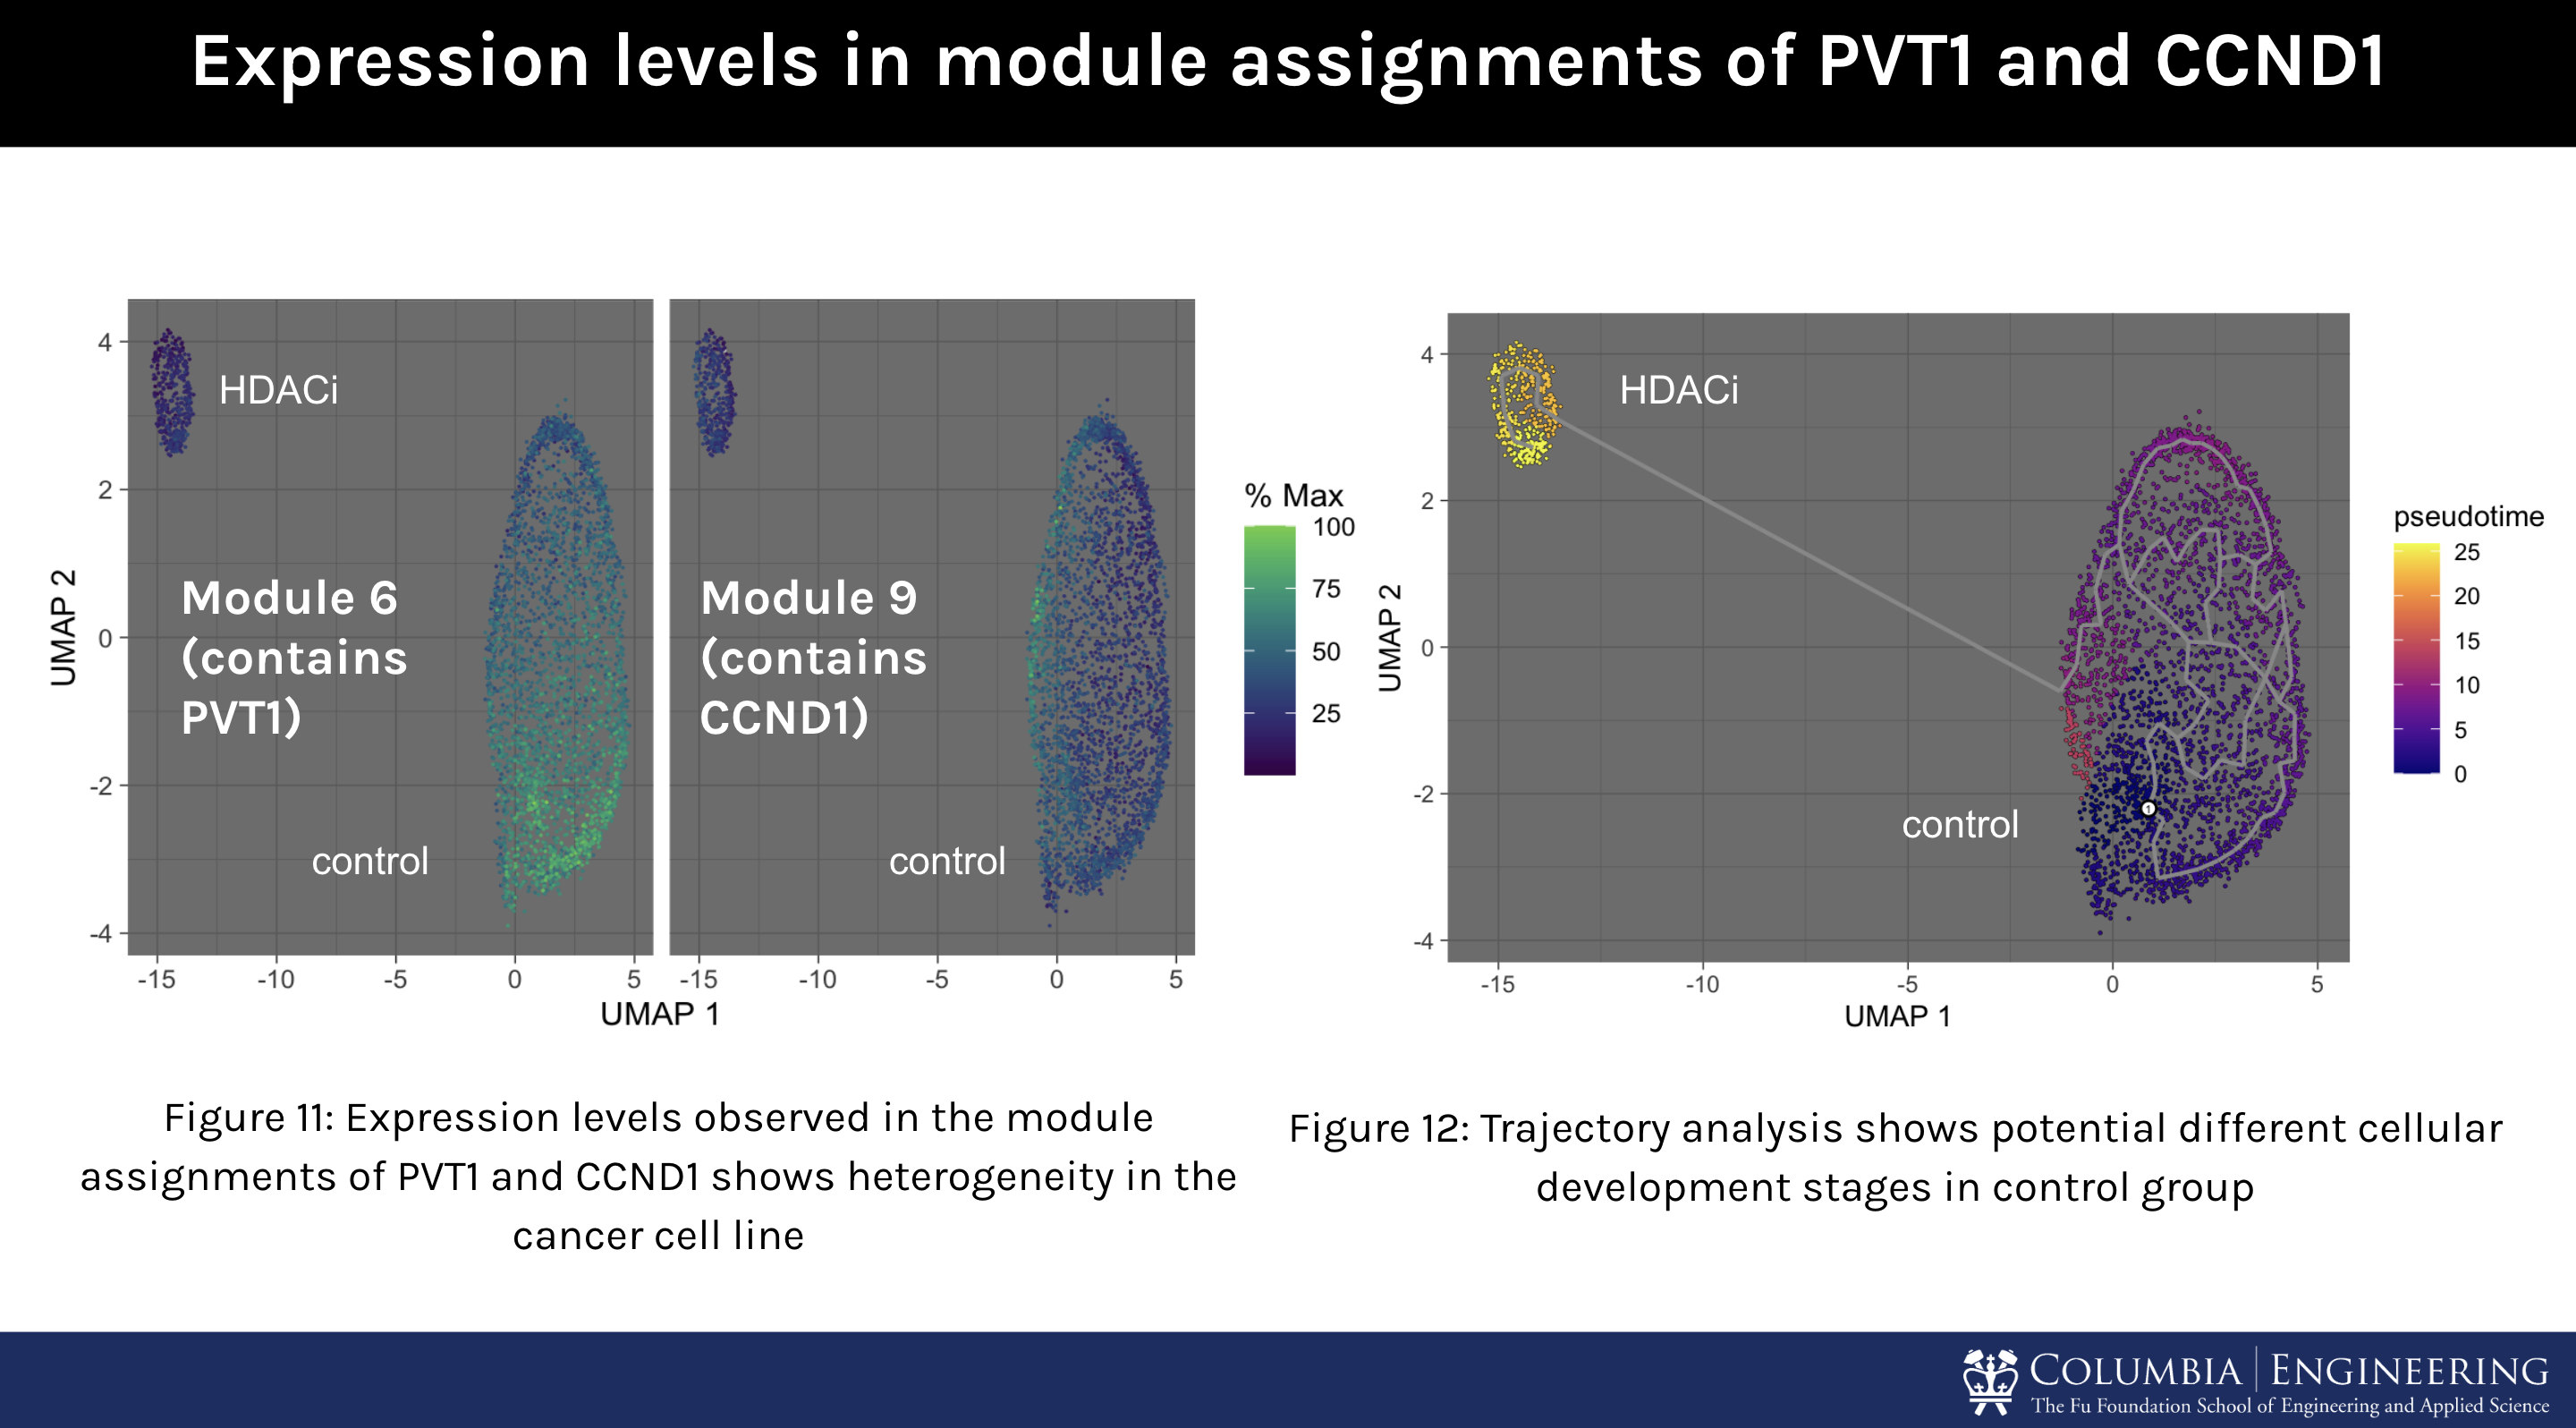 Expression levels in module assignments of PVT1 and CCND1
UMAP 2
4
2
0
-2
-4
HDACi
Module 6
(contains
PVT1)
control
-15
-10
-5
0
5
Module 9
(contains
CCND1)
control
-15
-10
-5
0
5
UMAP 1
% Max
100
75
50
25
UMAP 2
4
2
0
-2
-4
HDACi
control
1
-15
-10
-5
0
5
UMAP 1
pseudotime
25
20
15
10
5
0
Figure 11: Expression levels observed in the module
assignments of PVT1 and CCND1 shows heterogeneity in the
cancer cell line
Figure 12: Trajectory analysis shows potential different cellular
development stages in control group
COLUMBIA | ENGINEERING
The Fu Foundation School of Engineering and Applied Science